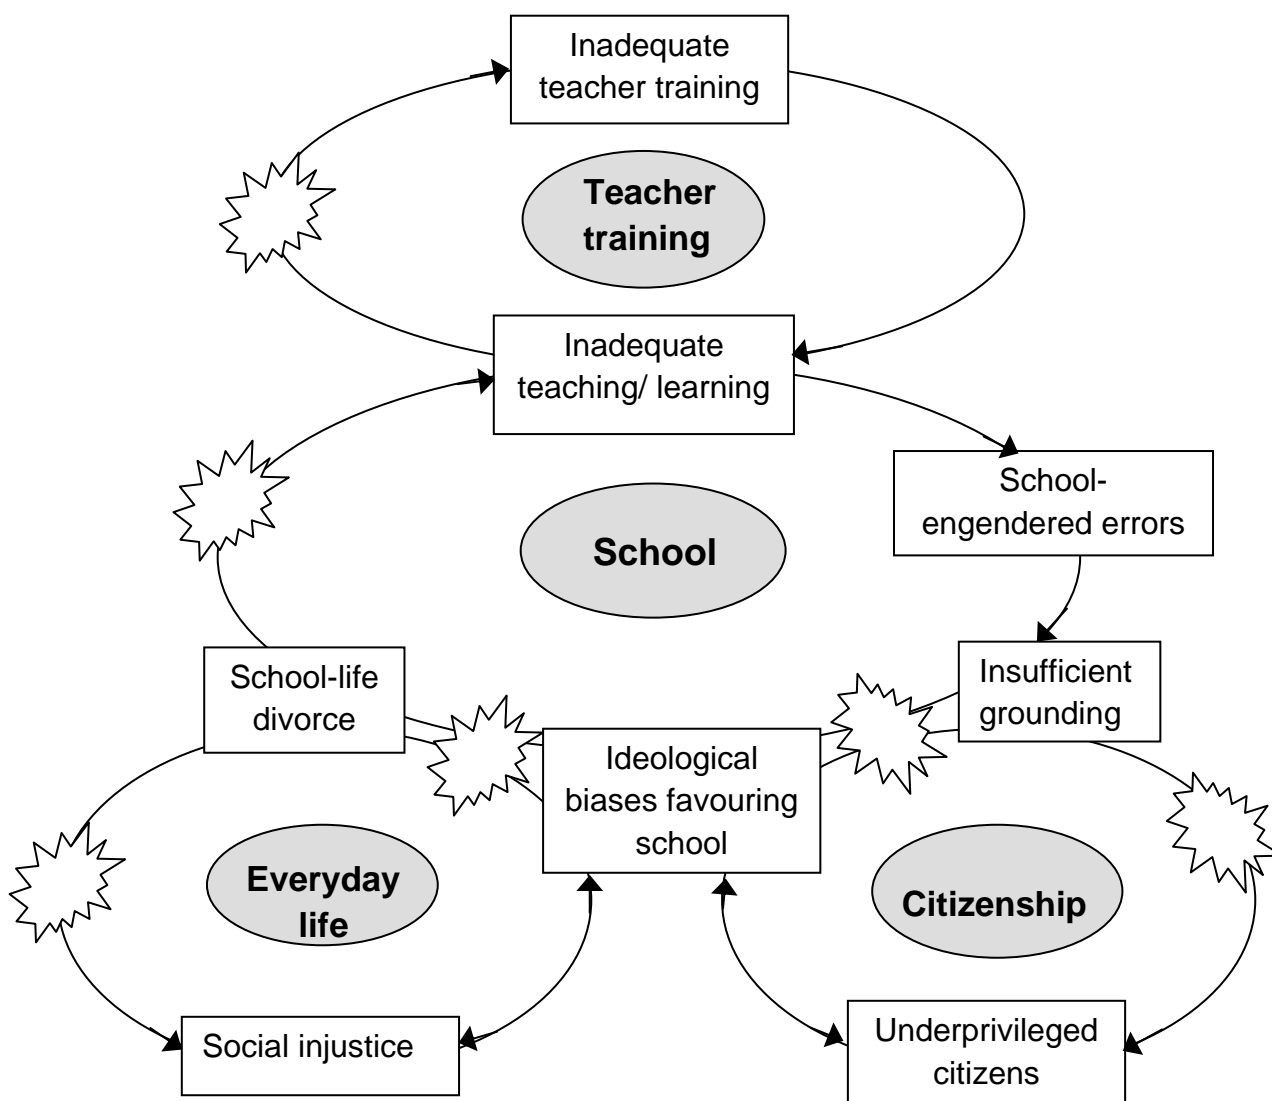 Inadequate
teacher training
Teacher
training
Inadequate
teaching/ learning
School-
engendered errors
School
School-life
divorce
Insufficient
grounding
Ideological
biases favouring
school
Everyday
life
Citizenship
Social injustice
Underprivileged
citizens